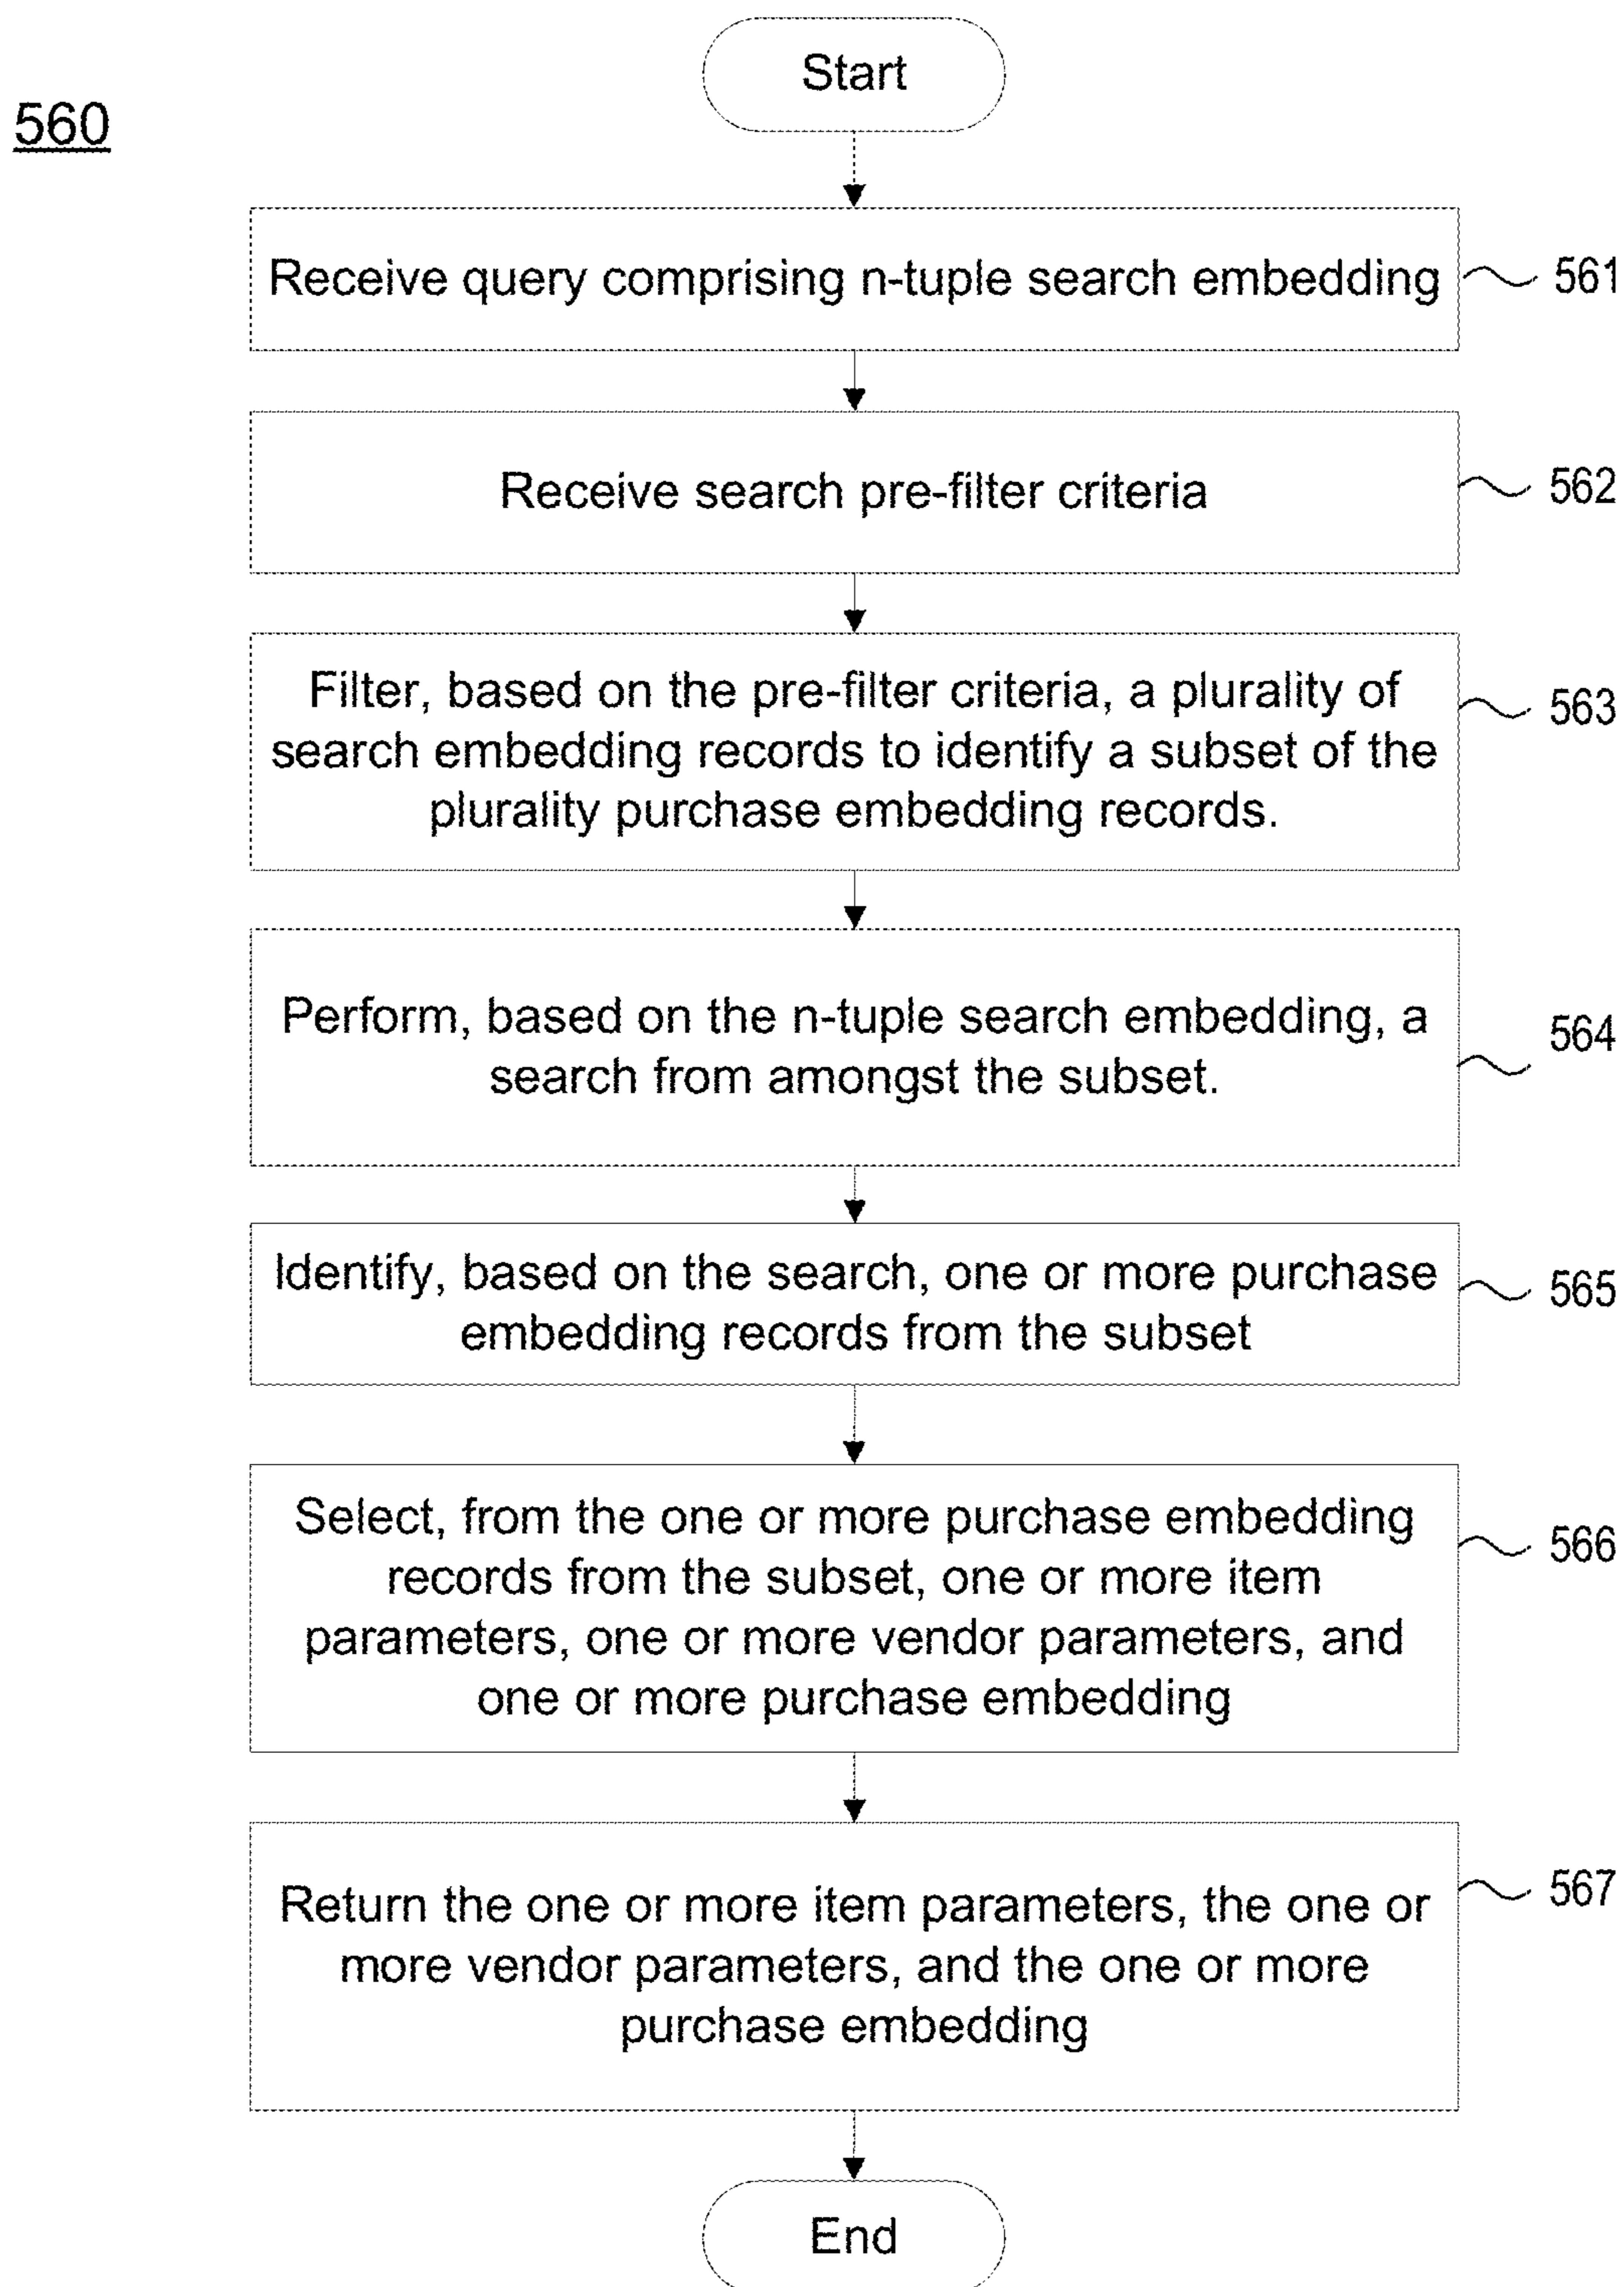 Start
560
Receive query comprising n-tuple search embedding
561
Receive search pre-filter criteria
562
Filter, based on the pre-filter criteria, a plurality of
search embedding records to identify a subset of the
plurality purchase embedding records.
563
Perform, based on the n-tuple search embedding, a
search from amongst the subset.
564
Identify, based on the search, one or more purchase
embedding records from the subset
565
Select, from the one or more purchase embedding
records from the subset, one or more item
parameters, one or more vendor parameters, and
one or more purchase embedding
566
Return the one or more item parameters, the one or
more vendor parameters, and the one or more
purchase embedding
567
End